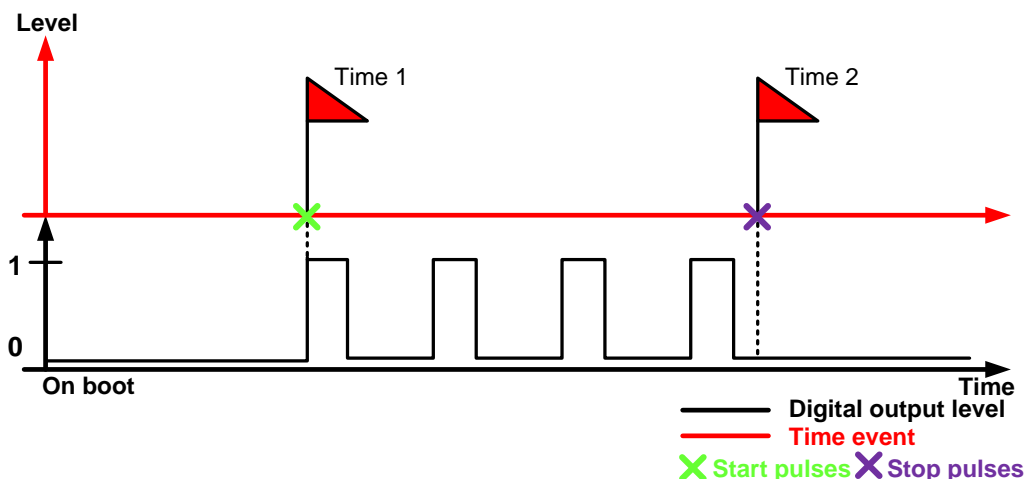 Level
Time 1
Time 2
1
0
On boot
Time
Digital output level
Time event
Start pulses
Stop pulses